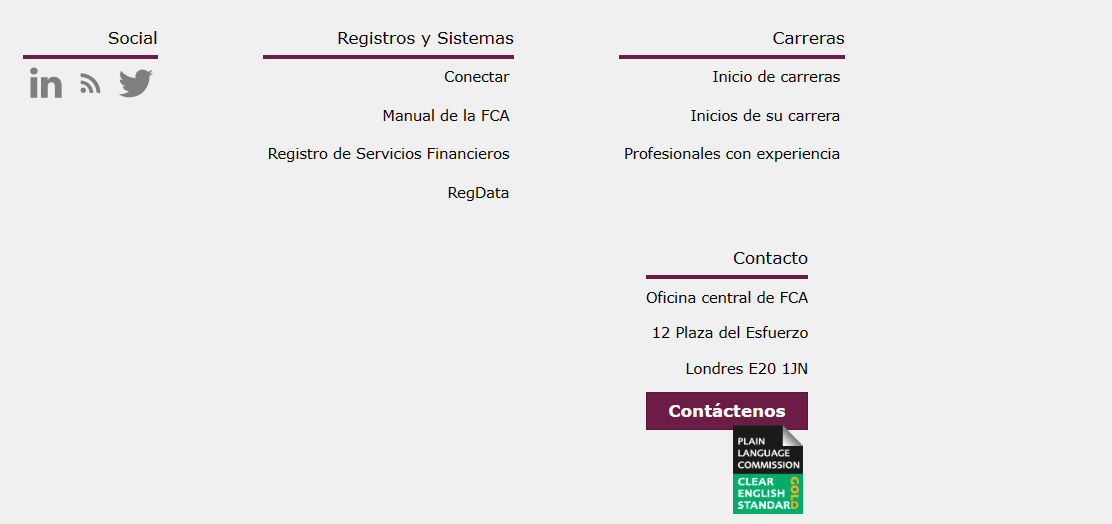 Social
Registros y Sistemas
Conectar
Manual de la FCA
Registro de Servicios Financieros
RegData
Carreras
Inicio de carreras
Inicios de su carrera
Profesionales con experiencia
Contacto
Oficina central de FCA
12 Plaza del Esfuerzo
Londres E20 1JN
Contáctenos
PLAIN
LANGUAGE
COMMISSION
CLEAR
ENGLISH
STANDARD
GOLD